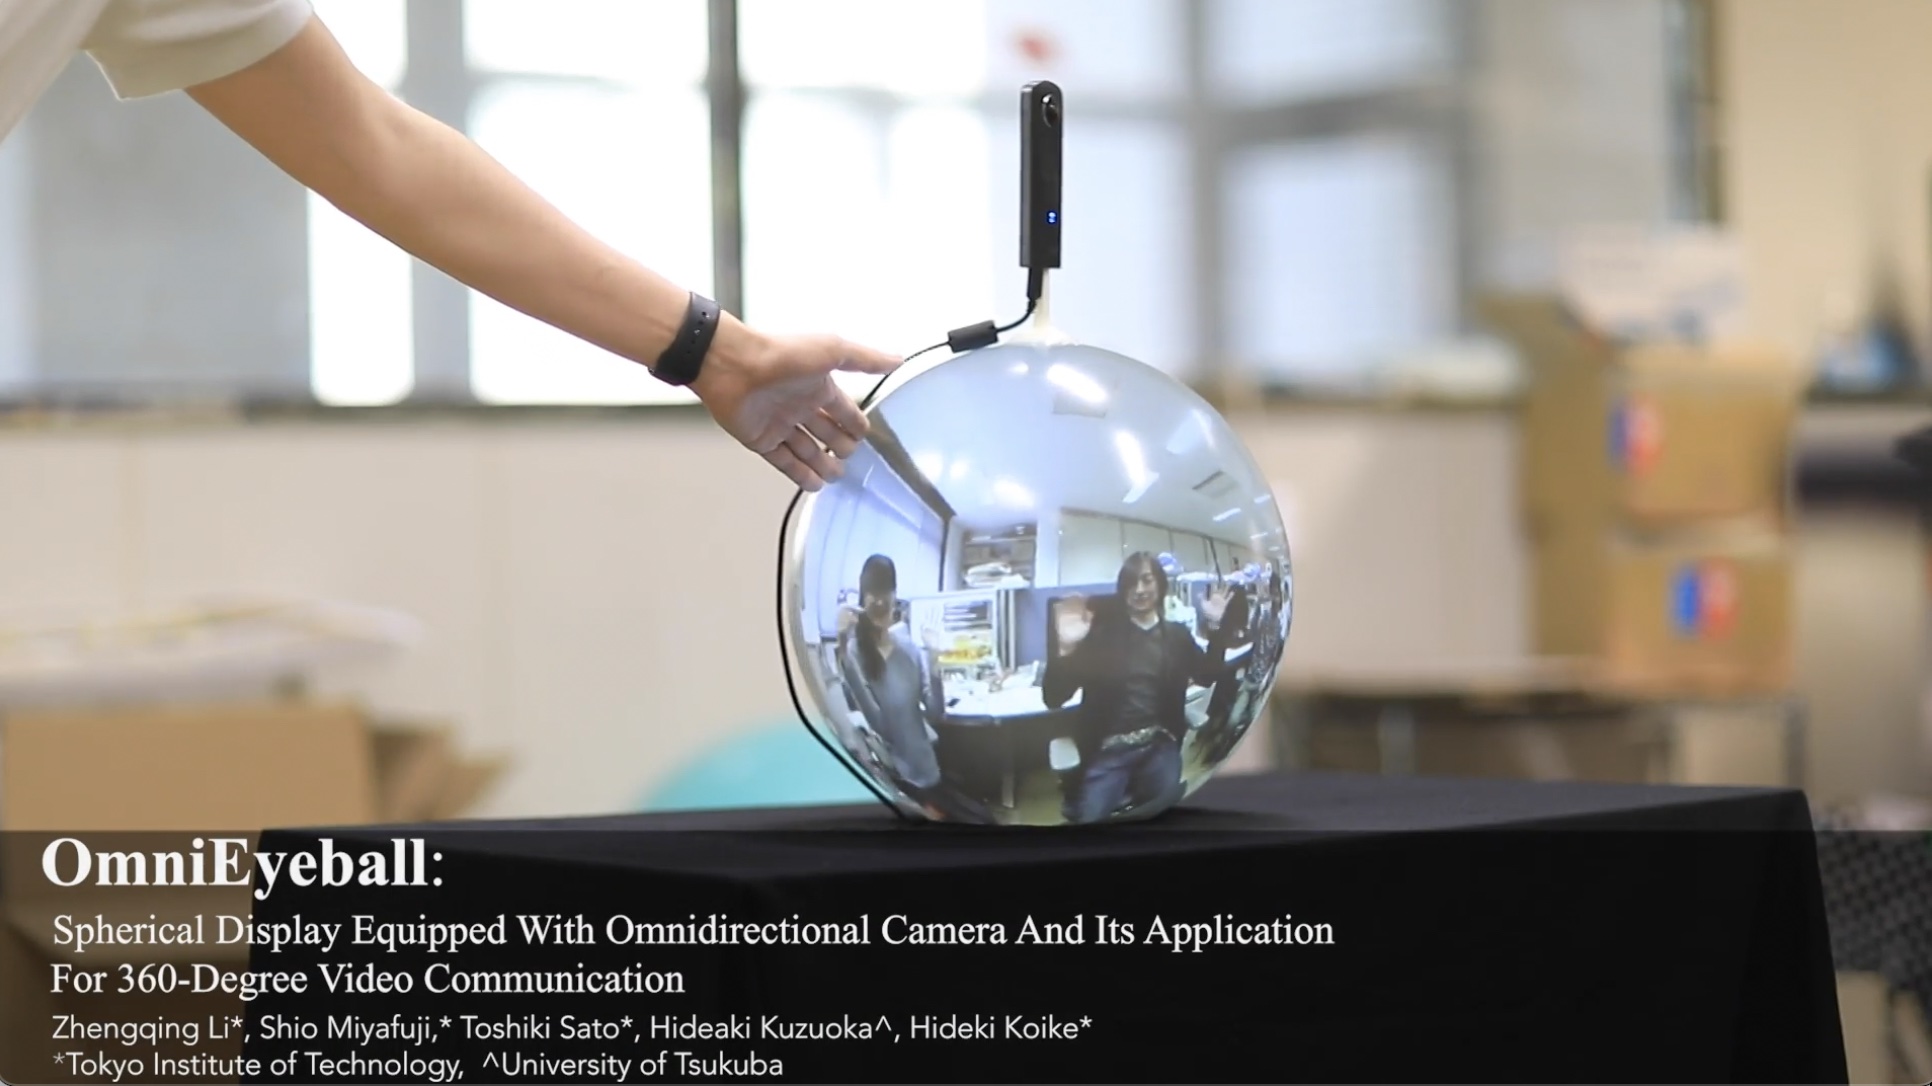 OmniEyeball:
Spherical Display Equipped With Omnidirectional Camera And Its Application
For 360-Degree Video Communication
Zhengqing Li*, Shio Miyafuji,* Toshiki Sato*, Hideaki Kuzuoka^, Hideki Koike*
*Tokyo Institute of Technology, ^University of Tsukuba